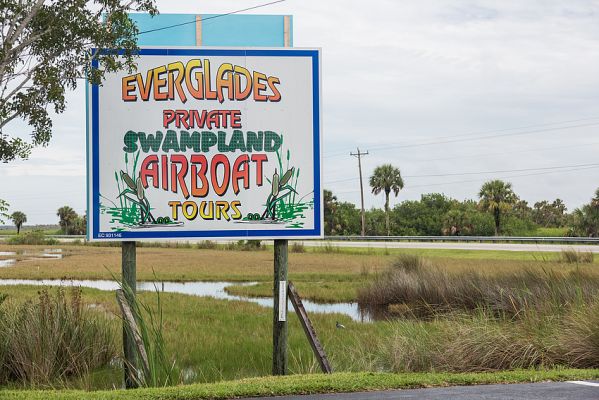 EVERGLADES
PRIVATE
SWAMPLAND
AIRBOAT
TOURS